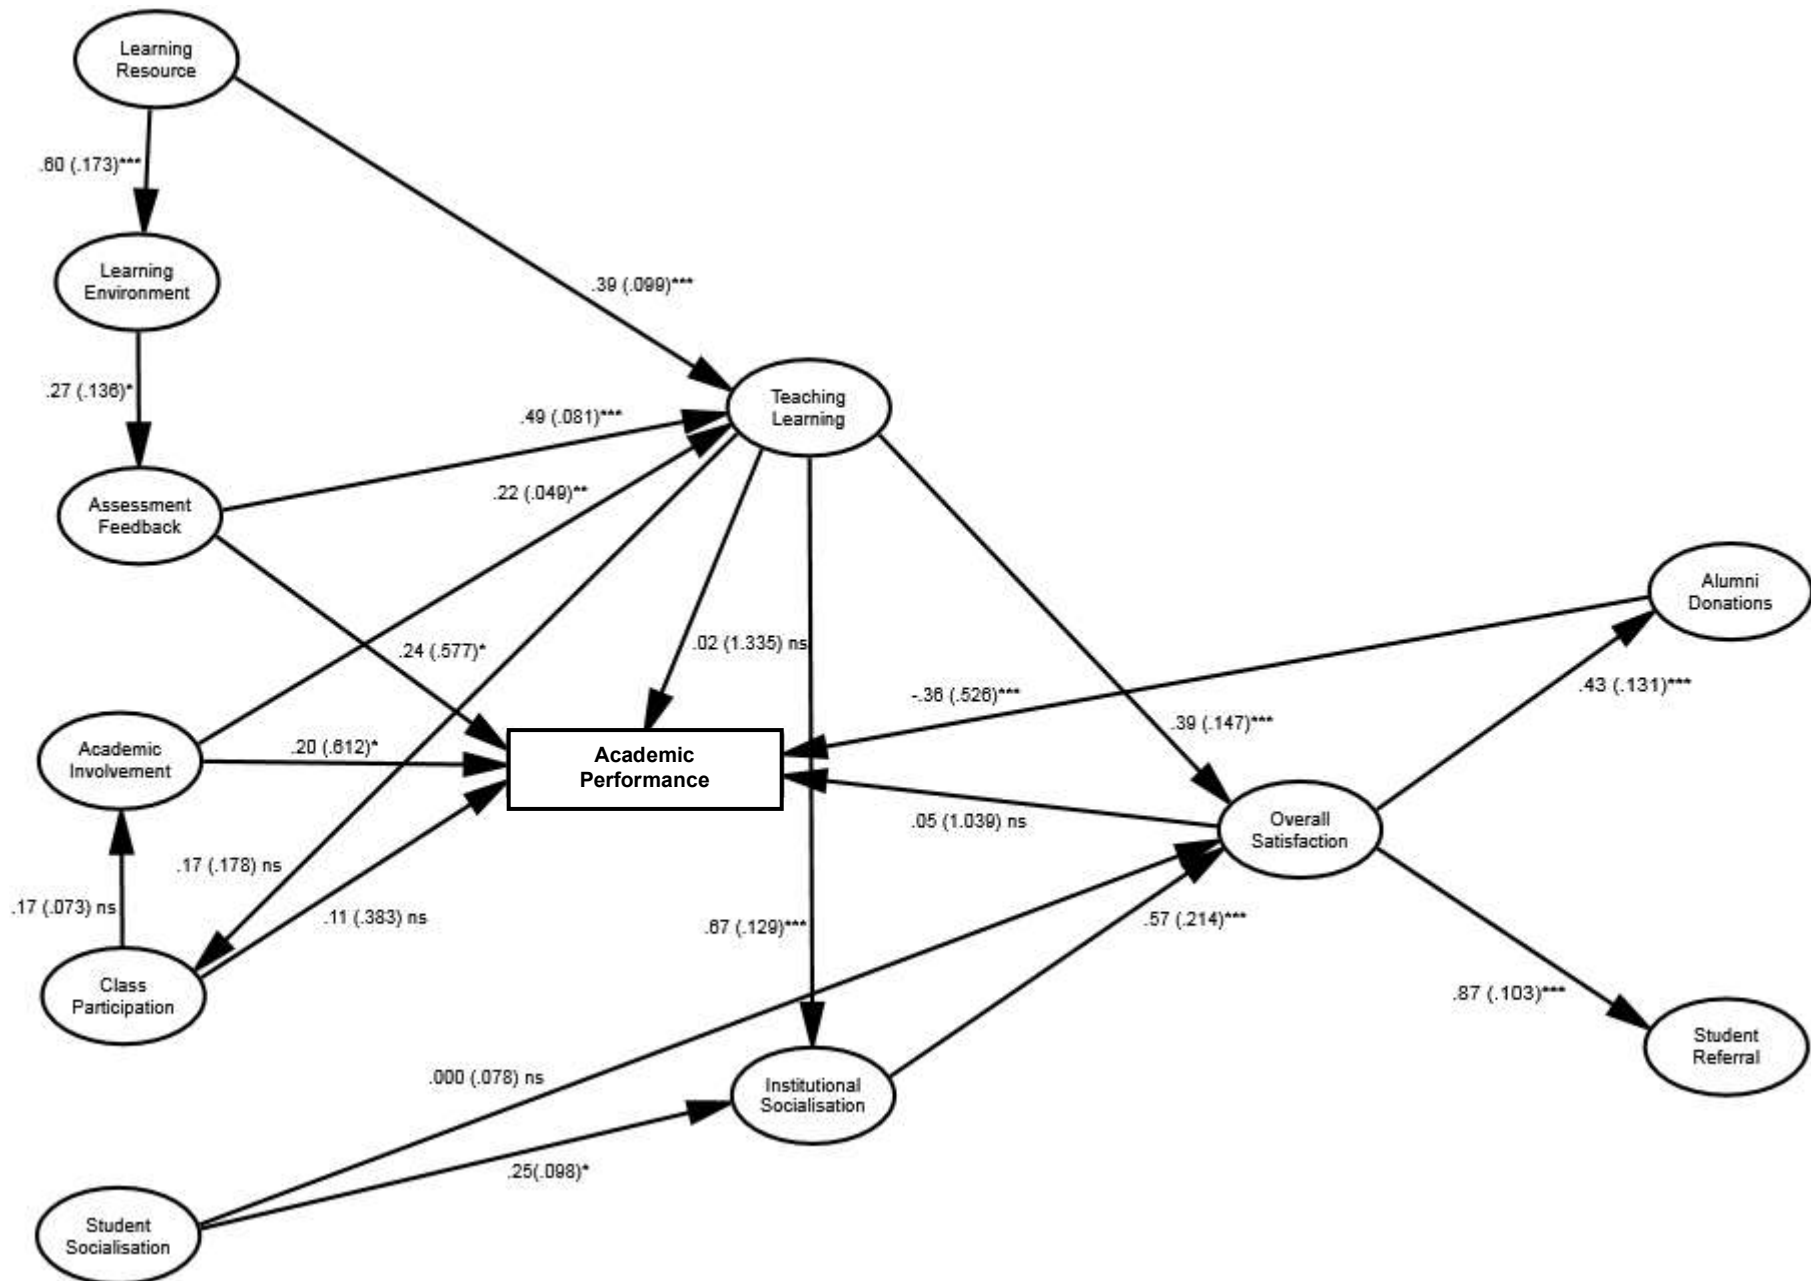 Learning
Resource
.60 (.173)***
Learning
Environment
.39 (.099)***
.27 (.136)*
Teaching
Learning
.49 (.081)***
.22 (.049)**
Assessment
Feedback
Alumni
Donations
.24 (.577)*
.02 (1.335) ns
-.36 (.526)***
.43 (.131)***
.39 (.147)***
Academic
Involvement
.20 (.612)*
Academic
Performance
.05 (1.039) ns
Overall
Satisfaction
.17 (.178) ns
.17 (.073) ns
.11 (.383) ns
.67 (.129)***
.57 (.214)***
Class
Participation
.87 (.103)***
Student
Referral
.000 (.078) ns
Institutional
Socialisation
.25(.098)*
Student
Socialisation